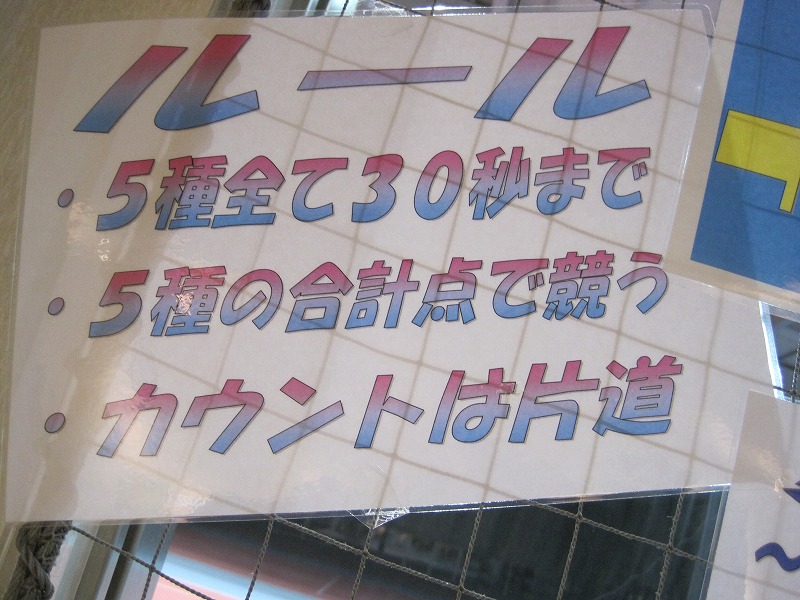 ルール
・５種全て３０秒まで
・５種の合計点で競う
・カウントは片道